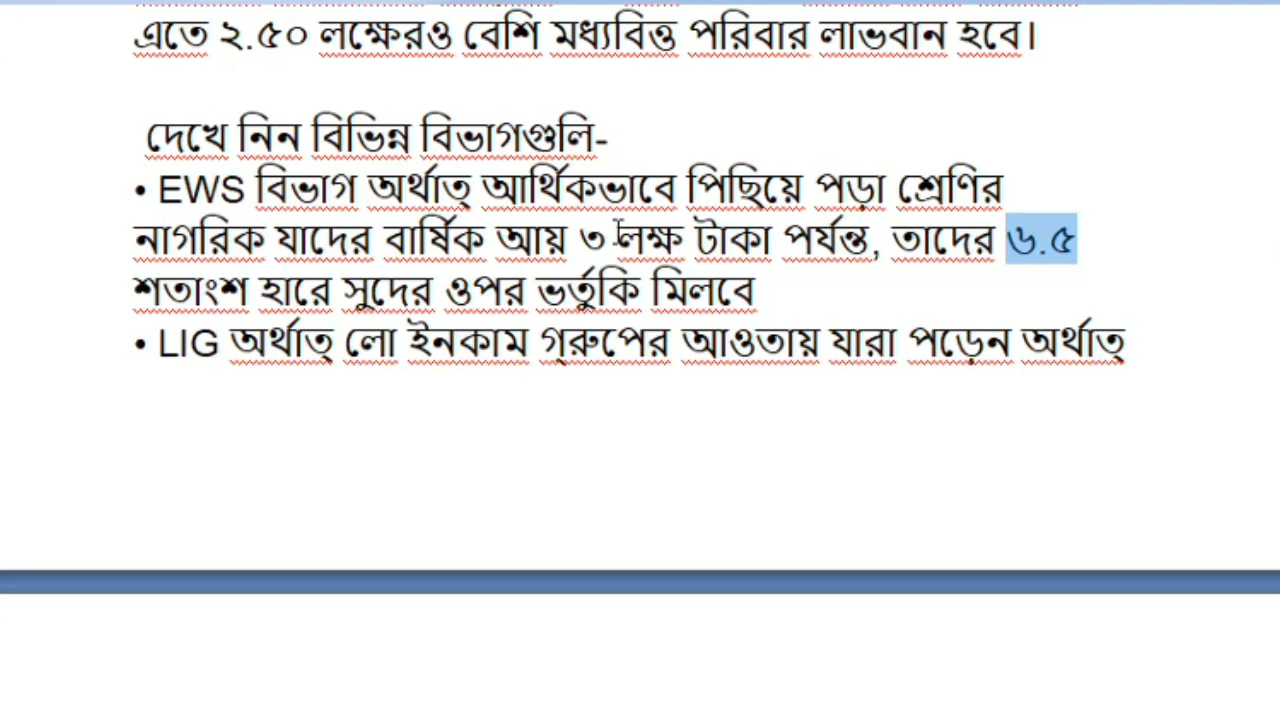 এতে ২.৫০ লক্ষেরও বেশি মধ্যবিত্ত পরিবার লাভবান হবে।
দেখে নিন বিভিন্ন বিভাগগুলি-
• EWS বিভাগ অর্থাত্ আর্থিকভাবে পিছিয়ে পড়া শ্রেণির
নাগরিক যাদের বার্ষিক আয় ৩ লক্ষ টাকা পর্যন্ত, তাদের ৬.৫
শতাংশ হারে সুদের ওপর ভর্তুকি মিলবে
• LIG অর্থাত্ লো ইনকাম গ্রুপের আওতায় যারা পড়েন অর্থাত্